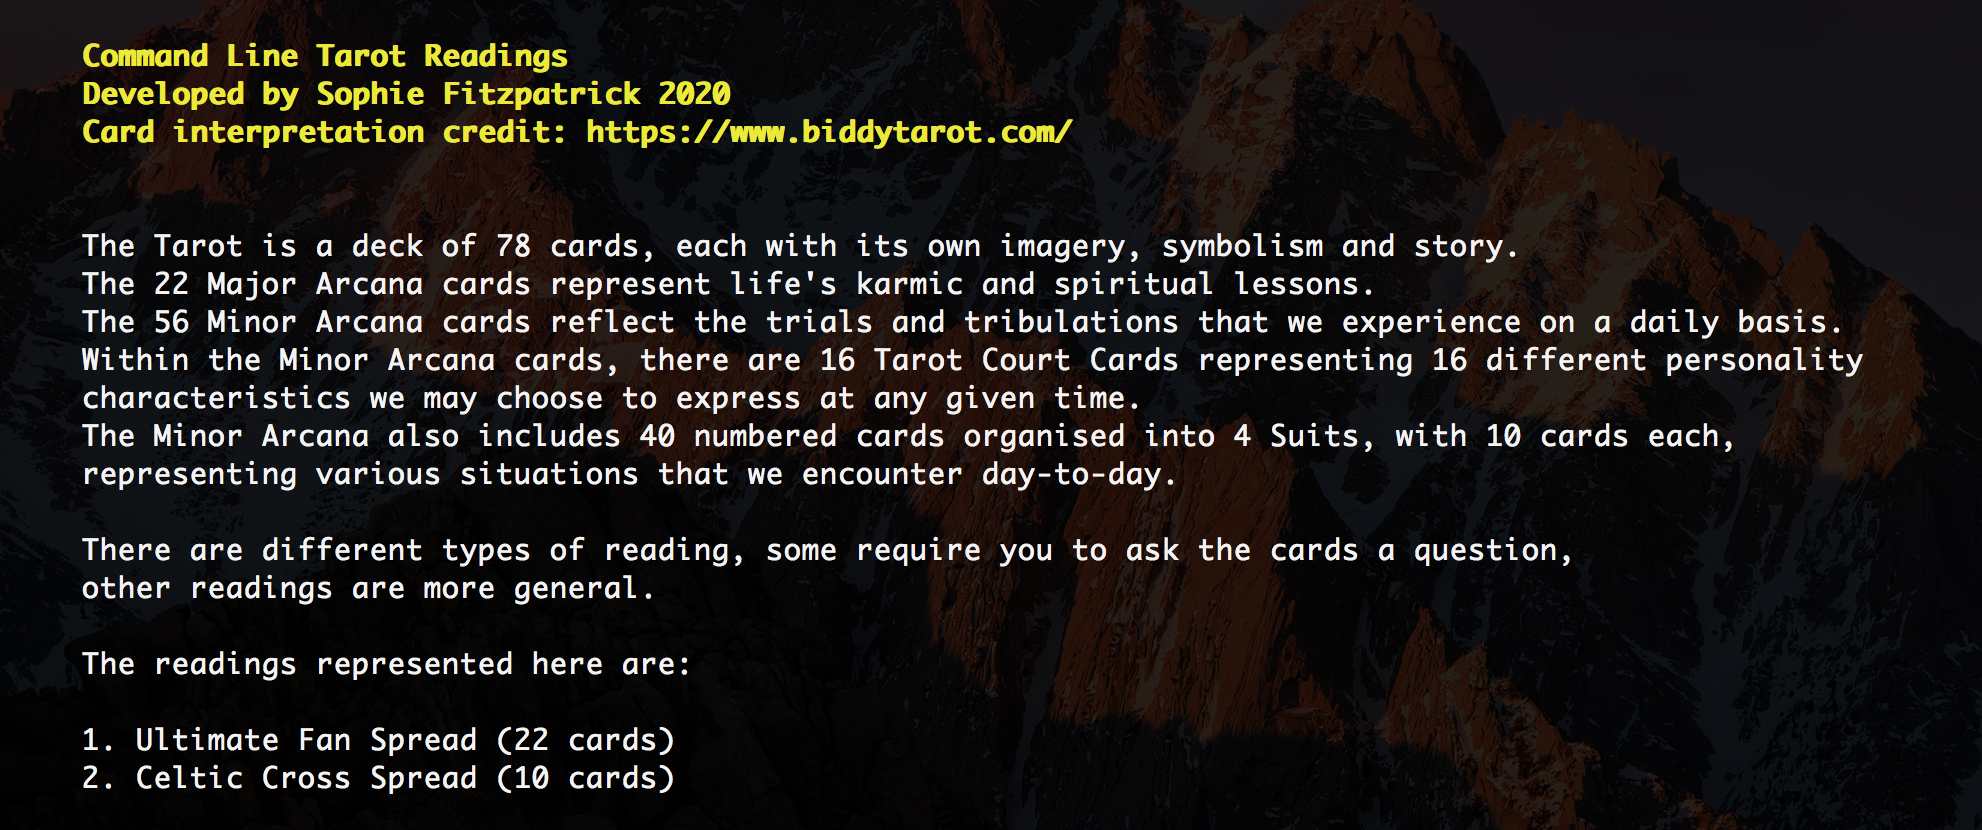 Command Line Tarot Readings
Developed by Sophie Fitzpatrick 2020
Card interpretation credit: https://www.biddytarot.com/
The Tarot is a deck of 78 cards, each with its own imagery, symbolism and story.
The 22 Major Arcana cards represent life's karmic and spiritual lessons.
The 56 Minor Arcana cards reflect the trials and tribulations that we experience on a daily basis.
Within the Minor Arcana cards, there are 16 Tarot Court Cards representing 16 different personality
characteristics we may choose to express at any given time.
The Minor Arcana also includes 40 numbered cards organised into 4 Suits, with 10 cards each,
representing various situations that we encounter day-to-day.
There are different types of reading, some require you to ask the cards a question,
other readings are more general.
The readings represented here are:
1. Ultimate Fan Spread (22 cards)
2. Celtic Cross Spread (10 cards)